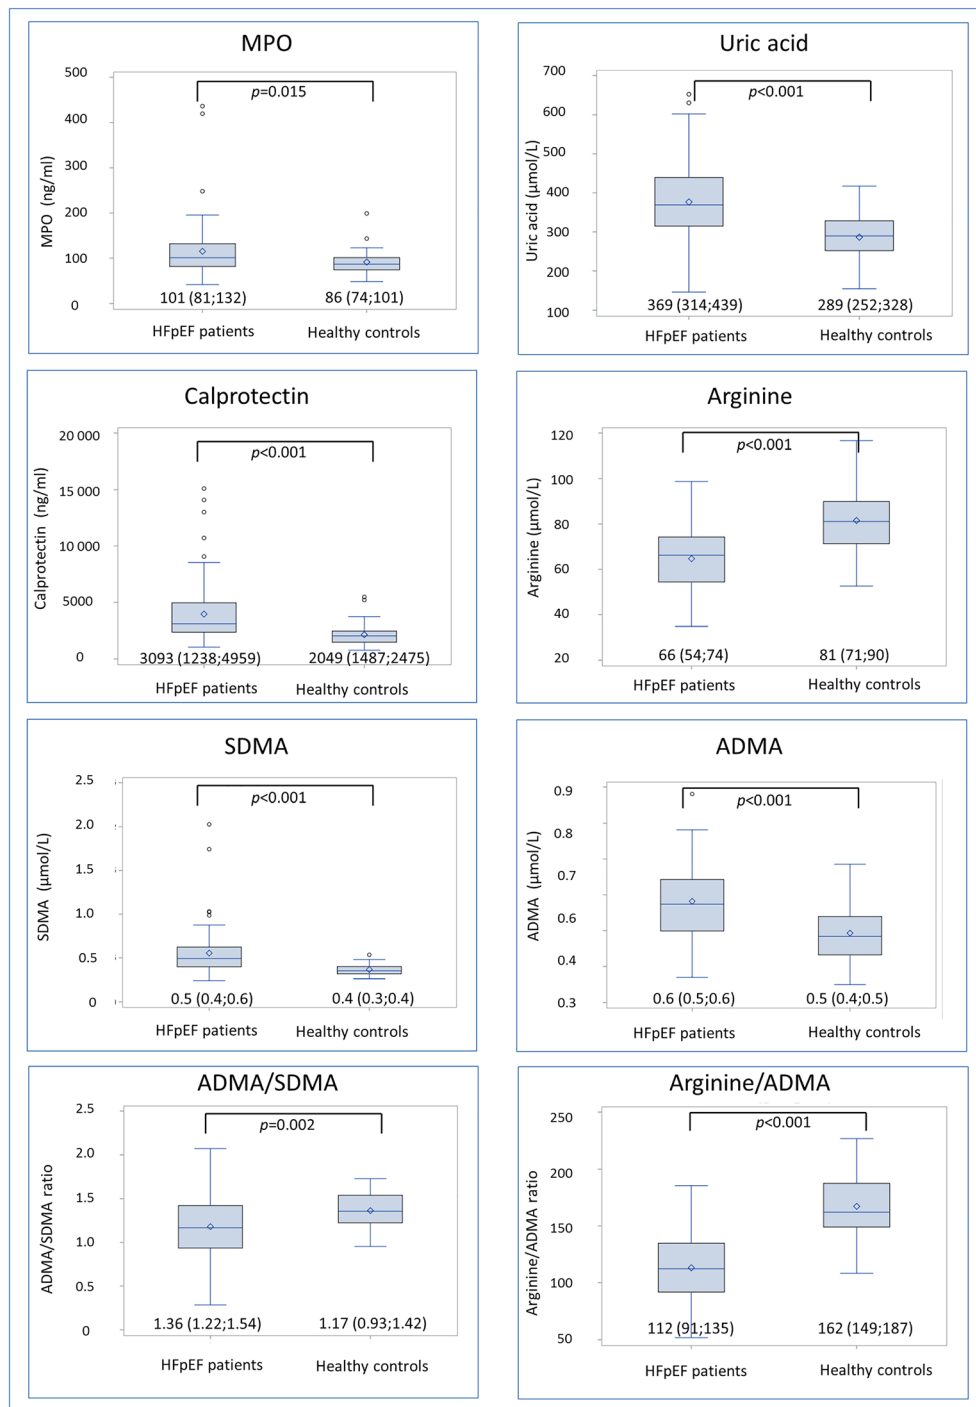 MPO
500
400
300
200
100
0
MPO (ng/ml)
p=0.015
101 (81;132)
86 (74;101)
HFpEF patients
Healthy controls
Uric acid
700
600
500
400
300
200
100
Uric acid (µmol/L)
p<0.001
369 (314;439)
289 (252;328)
HFpEF patients
Healthy controls
Calprotectin
20 000
15 000
10 000
5000
0
Calprotectin (ng/ml)
p<0.001
3093 (1238;4959)
2049 (1487;2475)
HFpEF patients
Healthy controls
Arginine
120
100
80
60
40
20
Arginine (µmol/L)
p<0.001
66 (54;74)
81 (71;90)
HFpEF patients
Healthy controls
SDMA
2.5
2.0
1.5
1.0
0.5
0
SDMA (µmol/L)
p<0.001
0.5 (0.4;0.6)
0.4 (0.3;0.4)
HFpEF patients
Healthy controls
ADMA
0.9
0.8
0.7
0.6
0.4
0.3
ADMA (µmol/L)
p<0.001
0.6 (0.5;0.6)
0.5 (0.4;0.5)
HFpEF patients
Healthy controls
ADMA/SDMA
2.5
2.0
1.5
1.0
0.5
0
ADMA/SDMA ratio
p=0.002
1.36 (1.22;1.54)
1.17 (0.93;1.42)
HFpEF patients
Healthy controls
Arginine/ADMA
250
200
150
100
50
Arginine/ADMA ratio
p<0.001
112 (91;135)
162 (149;187)
HFpEF patients
Healthy controls